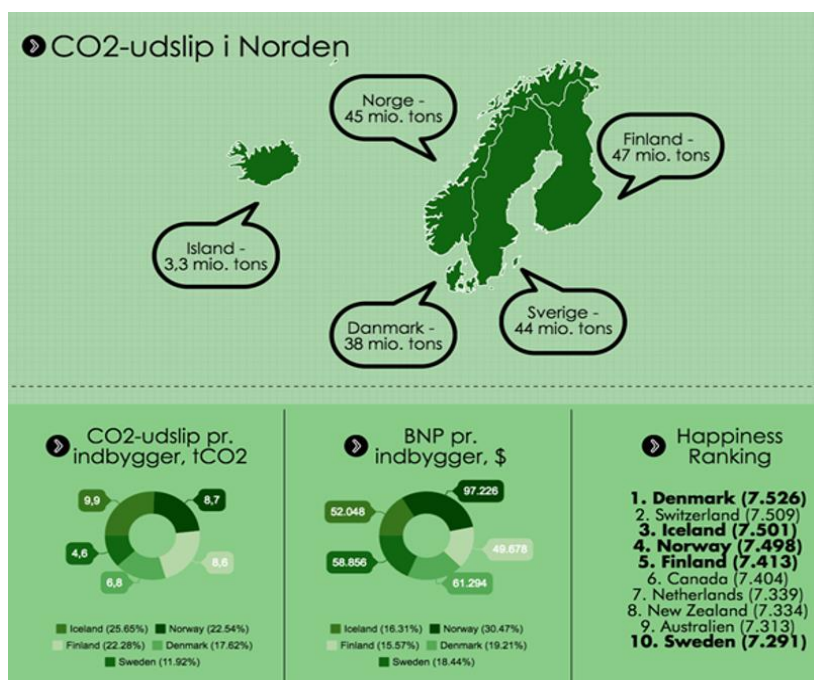 CO2-udslip i Norden
Norge -
45 mio. tons
Finland -
47 mio. tons
Island -
3,3 mio. tons
Danmark -
38 mio. tons
Sverige -
44 mio. tons
CO2-udslip pr.
indbygger, tCO2
9,9
8,7
4,6
8,6
6,8
Iceland (25.65%)
Norway (22.54%)
Finland (22.28%)
Denmark (17.62%)
Sweden (11.92%)
BNP pr.
indbygger, $
97.226
52.048
49.678
58.856
61.294
Iceland (16.31%)
Norway (30.47%)
Finland (15.57%)
Denmark (19.21%)
Sweden (18.44%)
Happiness
Ranking
1. Denmark (7.526)
2. Switzerland (7.509)
3. Iceland (7.501)
4. Norway (7.498)
5. Finland (7.413)
6. Canada (7.404)
7. Netherlands (7.339)
8. New Zealand (7.334)
9. Australien (7.313)
10. Sweden (7.291)